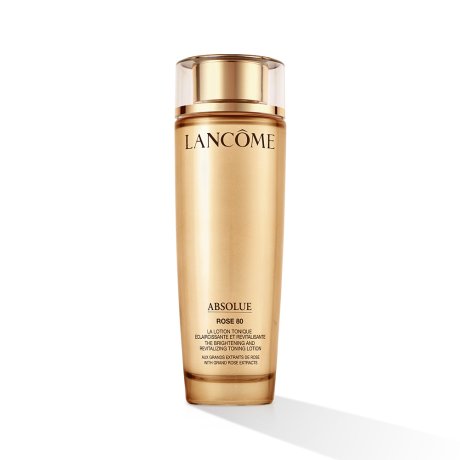 LANCÔME
ABSOLUE
ROSE 80
LA LOTION TONIQUE
ÉCLAIRCISSANTE ET REVITALISANTE
THE BRIGHTENING AND
REVITALIZING TONING LOTION
AUX GRANDS EXTRAITS DE ROSE
WITH GRAND ROSE EXTRACTS